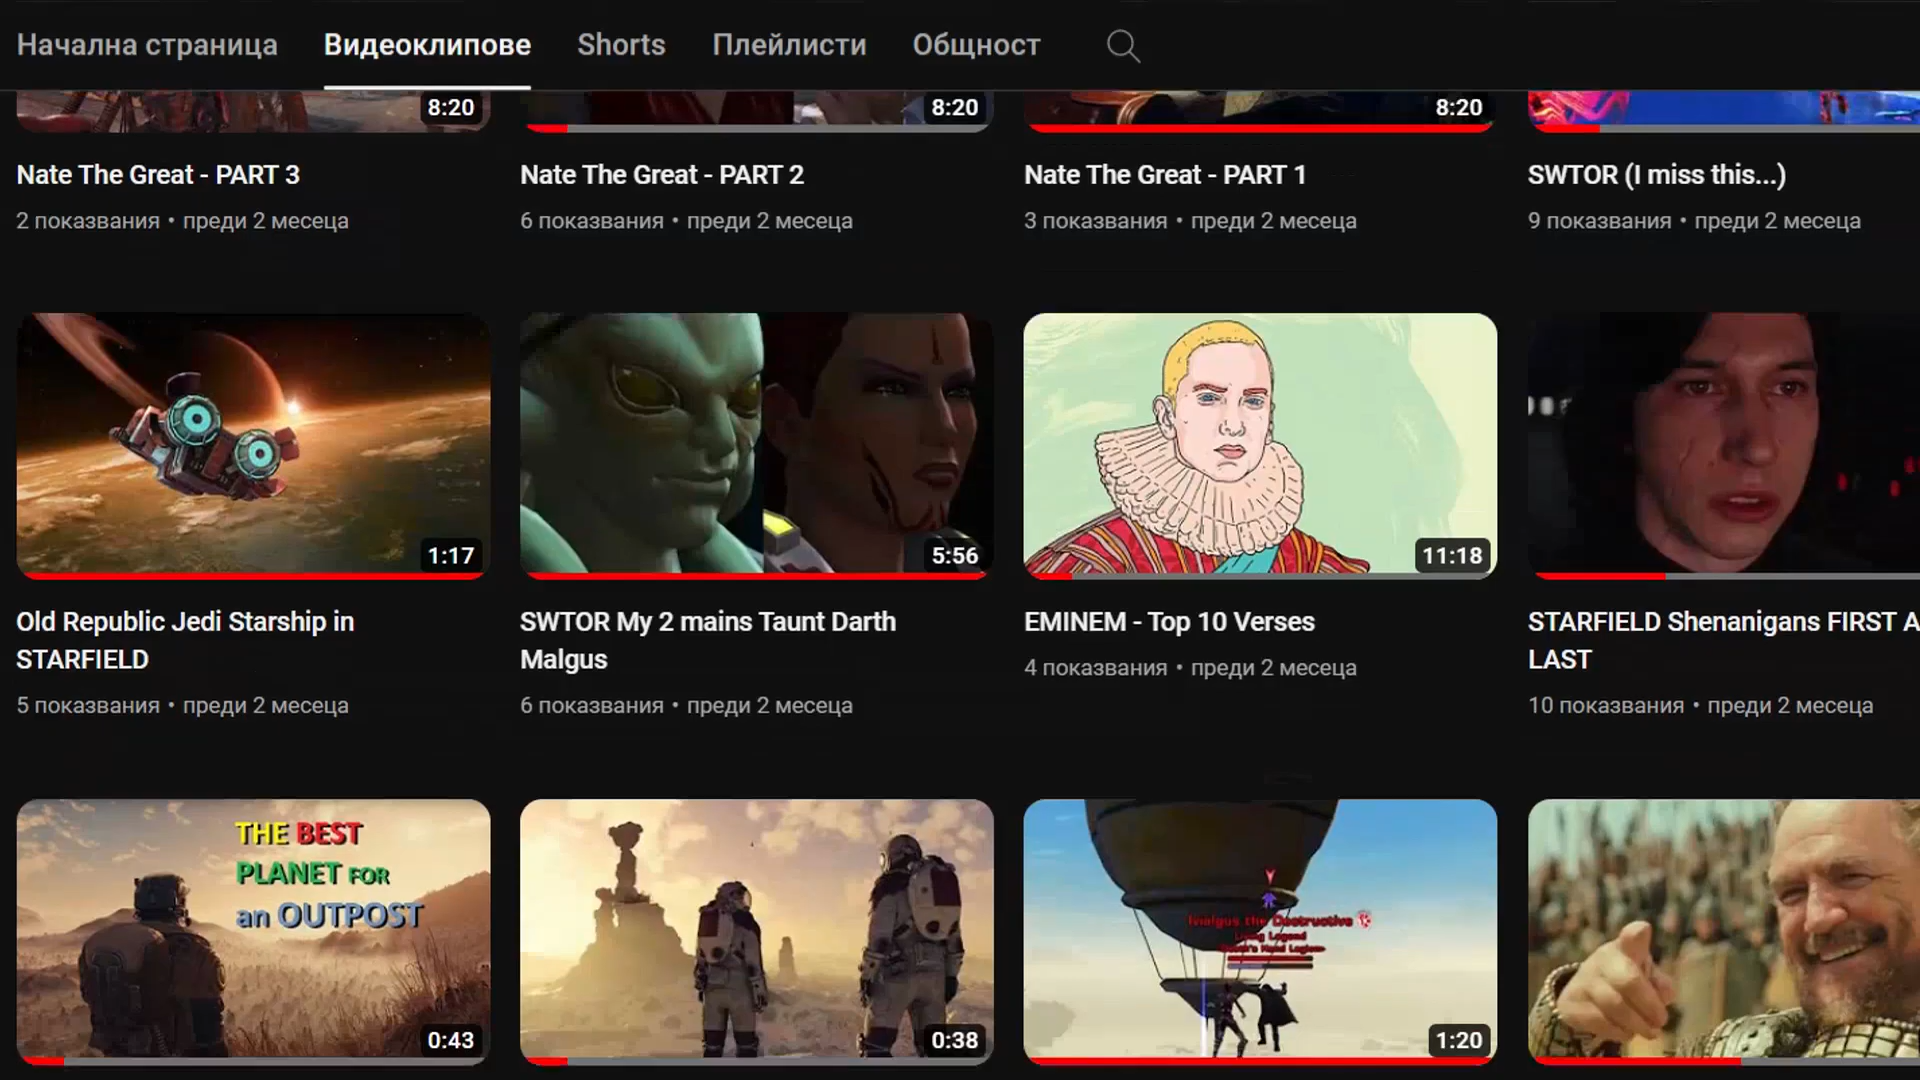 Начална страница Видеоклипове Shorts Плейлисти Общност
8:20 8:20 8:20
Nate The Great - PART 3 Nate The Great - PART 2 Nate The Great - PART 1 SWTOR (I miss this...)
2 показвания • преди 2 месеца 6 показвания • преди 2 месеца 3 показвания • преди 2 месеца 9 показвания • преди 2 месеца
1:17
5:56
11:18
Old Republic Jedi Starship in
STARFIELD
5 показвания • преди 2 месеца
SWTOR My 2 mains Taunt Darth
Malgus
6 показвания • преди 2 месеца
EMINEM - Top 10 Verses
4 показвания • преди 2 месеца
STARFIELD Shenanigans FIRST
LAST
10 показвания • преди 2 месеца
THE BEST
PLANET FOR
an OUTPOST
0:43
0:38
Malgus the Destructive
Living Legend
1:20